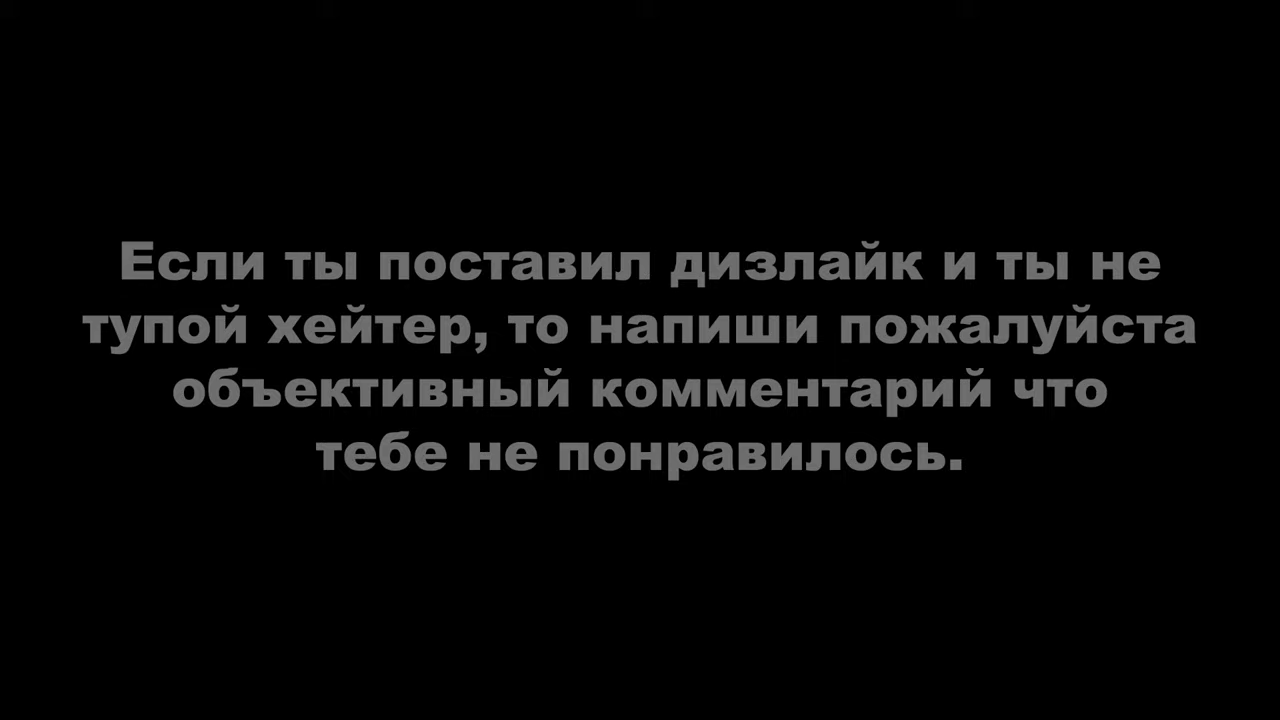 Если ты поставил дизлайк и ты не
тупой хейтер, то напиши пожалуйста
объективный комментарий что
тебе не понравилось.